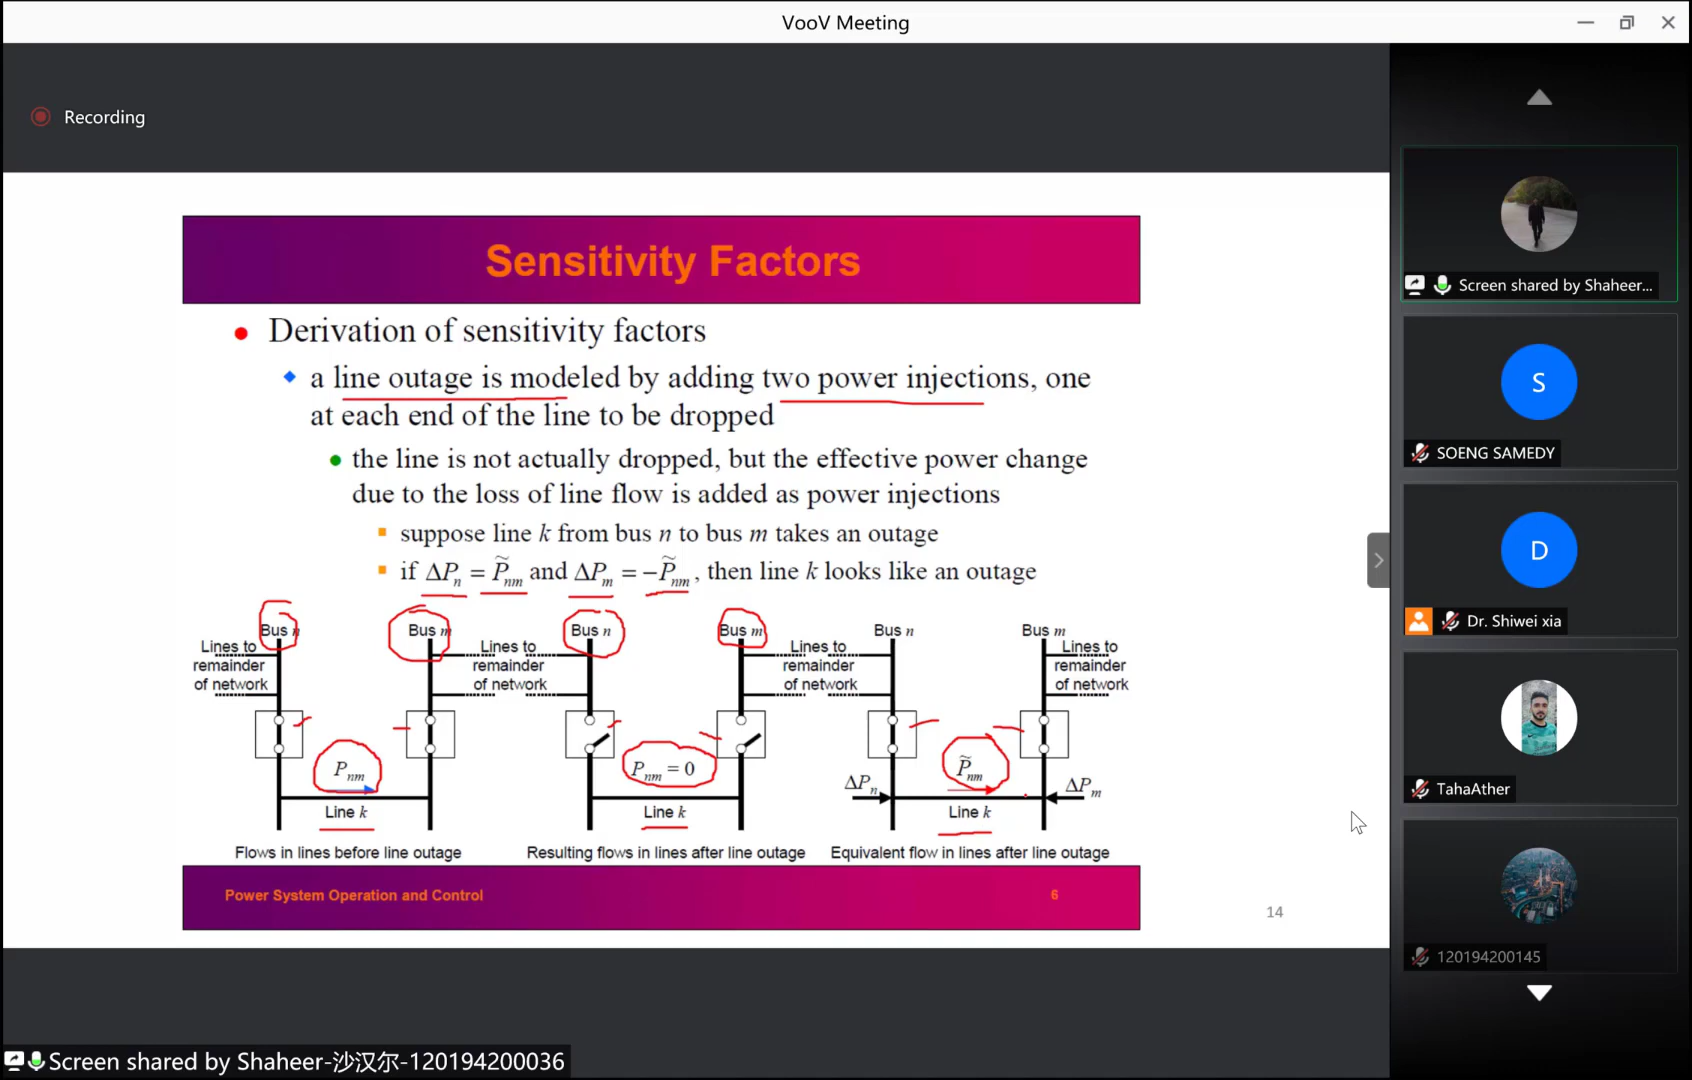 VooV Meeting
Recording
Sensitivity Factors
Derivation of sensitivity factors
a line outage is modeled by adding two power injections, one
at each end of the line to be dropped
the line is not actually dropped, but the effective power change
due to the loss of line flow is added as power injections
suppose line k from bus n to bus m takes an outage
if ΔPn = P̃nm and ΔPm = −P̃nm, then line k looks like an outage
Bus n
Bus m
Bus n
Bus m
Bus n
Bus m
Lines to
remainder
of network
Lines to
remainder
of network
Lines to
remainder
of network
Lines to
remainder
of network
Pnm
Pnm = 0
P̃nm
ΔPn
ΔPm
Line k
Line k
Line k
Flows in lines before line outage
Resulting flows in lines after line outage
Equivalent flow in lines after line outage
Power System Operation and Control
6
14
Screen shared by Shaheer...
S
SOENG SAMEDY
D
Dr. Shiwei xia
TahaAther
120194200145
Screen shared by Shaheer-沙汉尔-120194200036